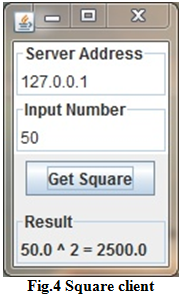 Server Address
127.0.0.1
Input Number
50
Get Square
Result
50.0 ^ 2 = 2500.0
Fig.4 Square client